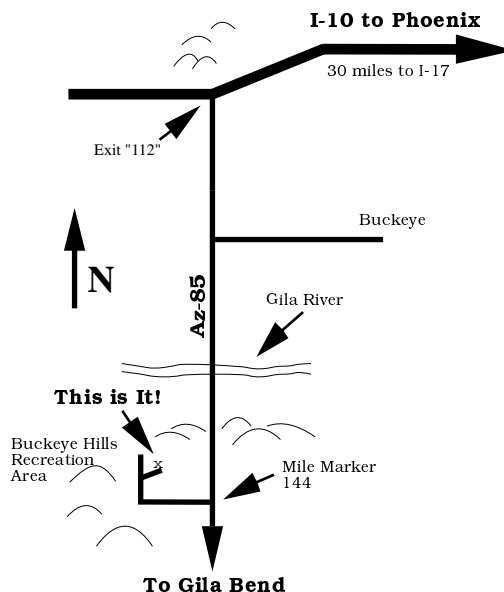 I-10 to Phoenix
30 miles to I-17
Exit "112"
Buckeye
N
Az-85
Gila River
This is It!
Buckeye Hills
Recreation
Area
x
Mile Marker
144
To Gila Bend